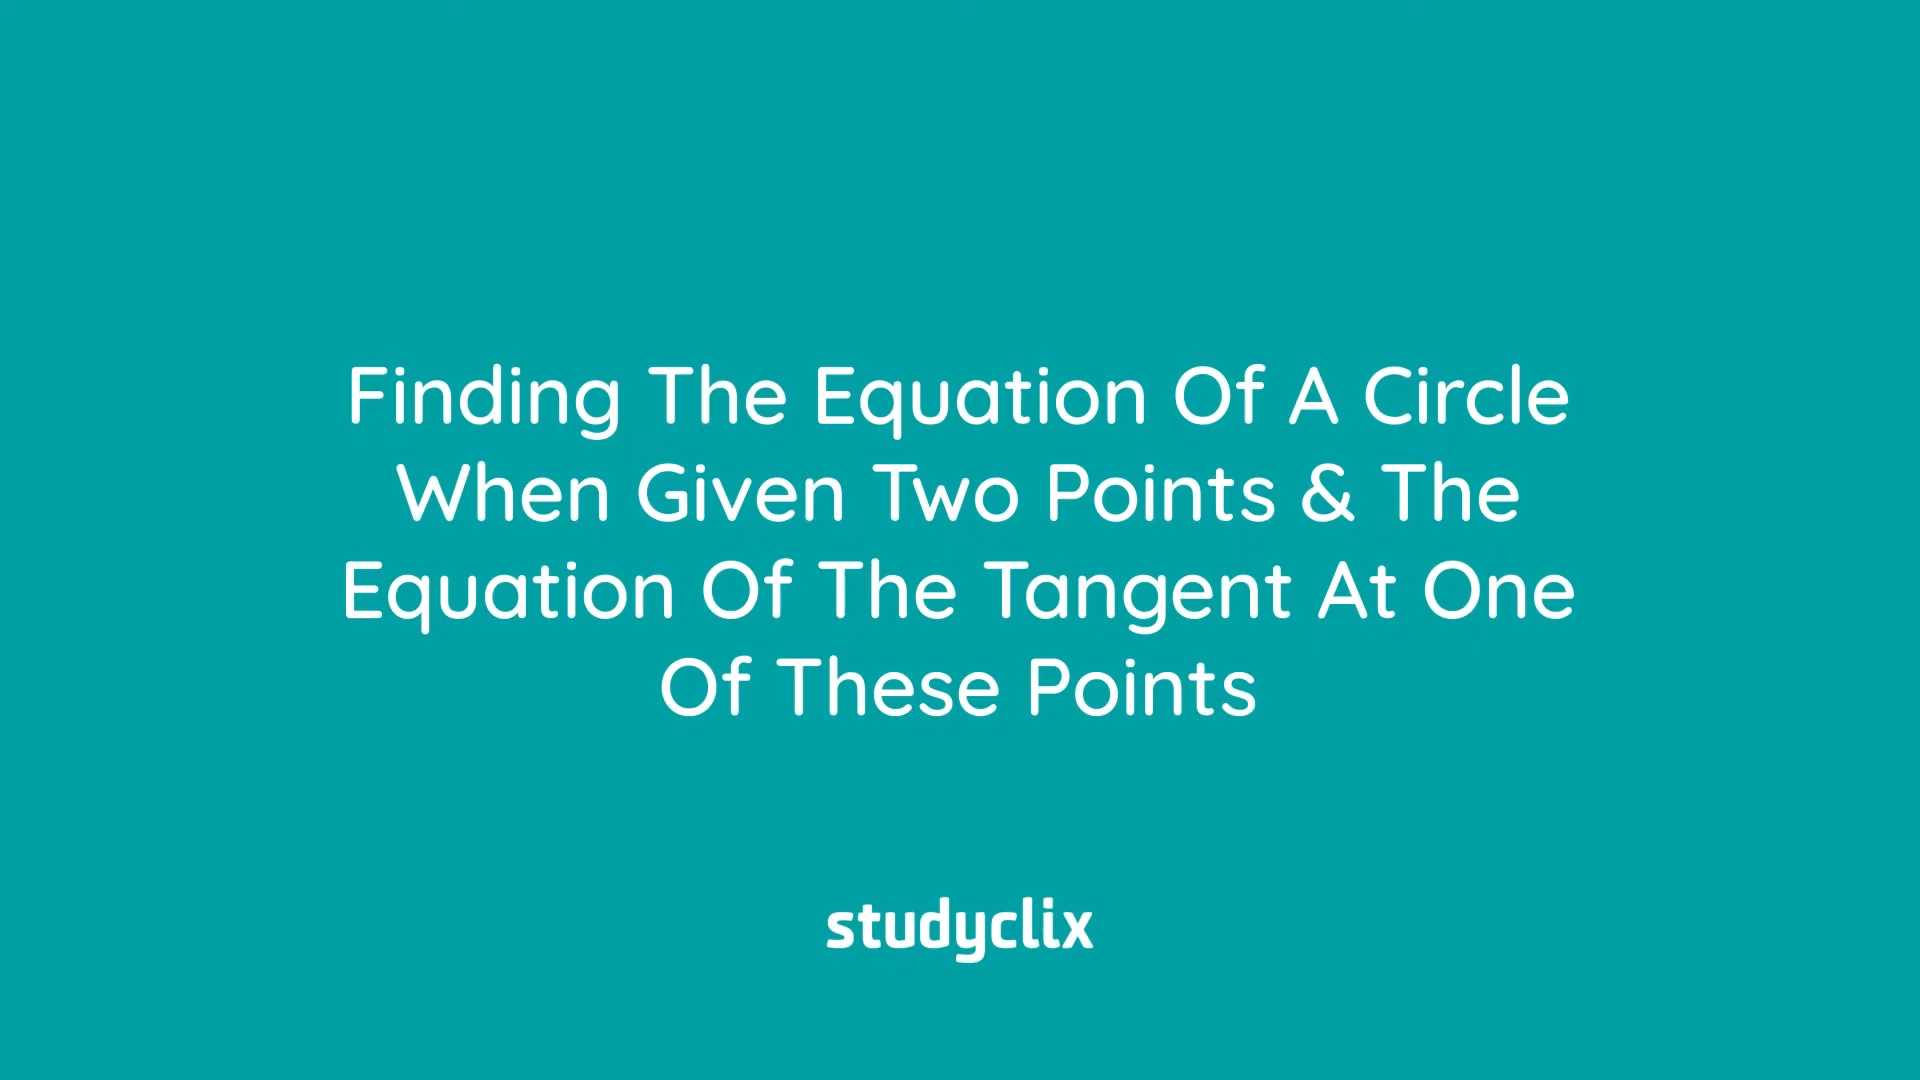 Finding The Equation Of A Circle
When Given Two Points & The
Equation Of The Tangent At One
Of These Points
studyclix